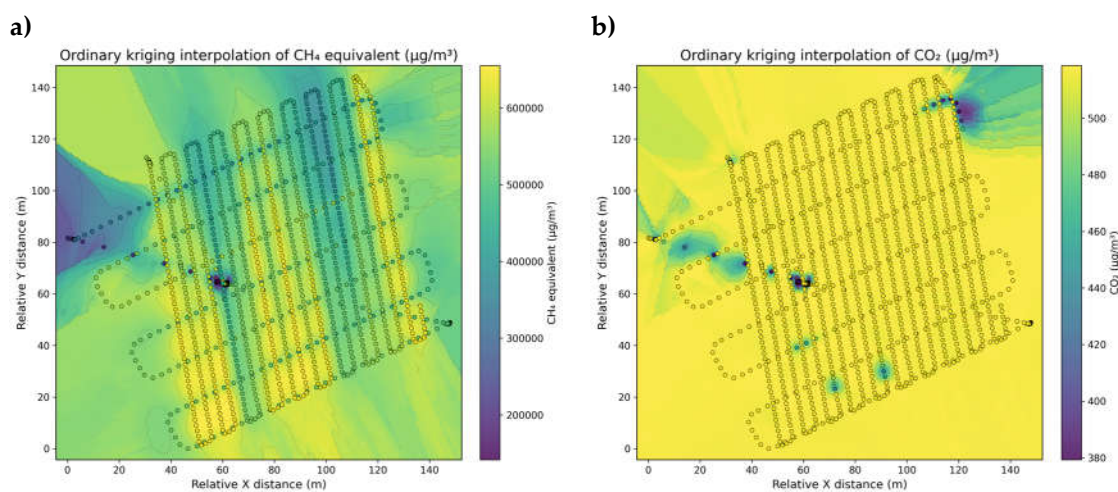 a)
Ordinary kriging interpolation of CH₄ equivalent (μg/m³)
140
120
100
80
60
40
20
0
Relative Y distance (m)
0 20 40 60 80 100 120 140
Relative X distance (m)
600000
500000
400000
300000
200000
CH₄ equivalent (μg/m³)
b)
Ordinary kriging interpolation of CO₂ (μg/m³)
140
120
100
80
60
40
20
0
Relative Y distance (m)
0 20 40 60 80 100 120 140
Relative X distance (m)
500
480
460
440
420
400
380
CO₂ (μg/m³)